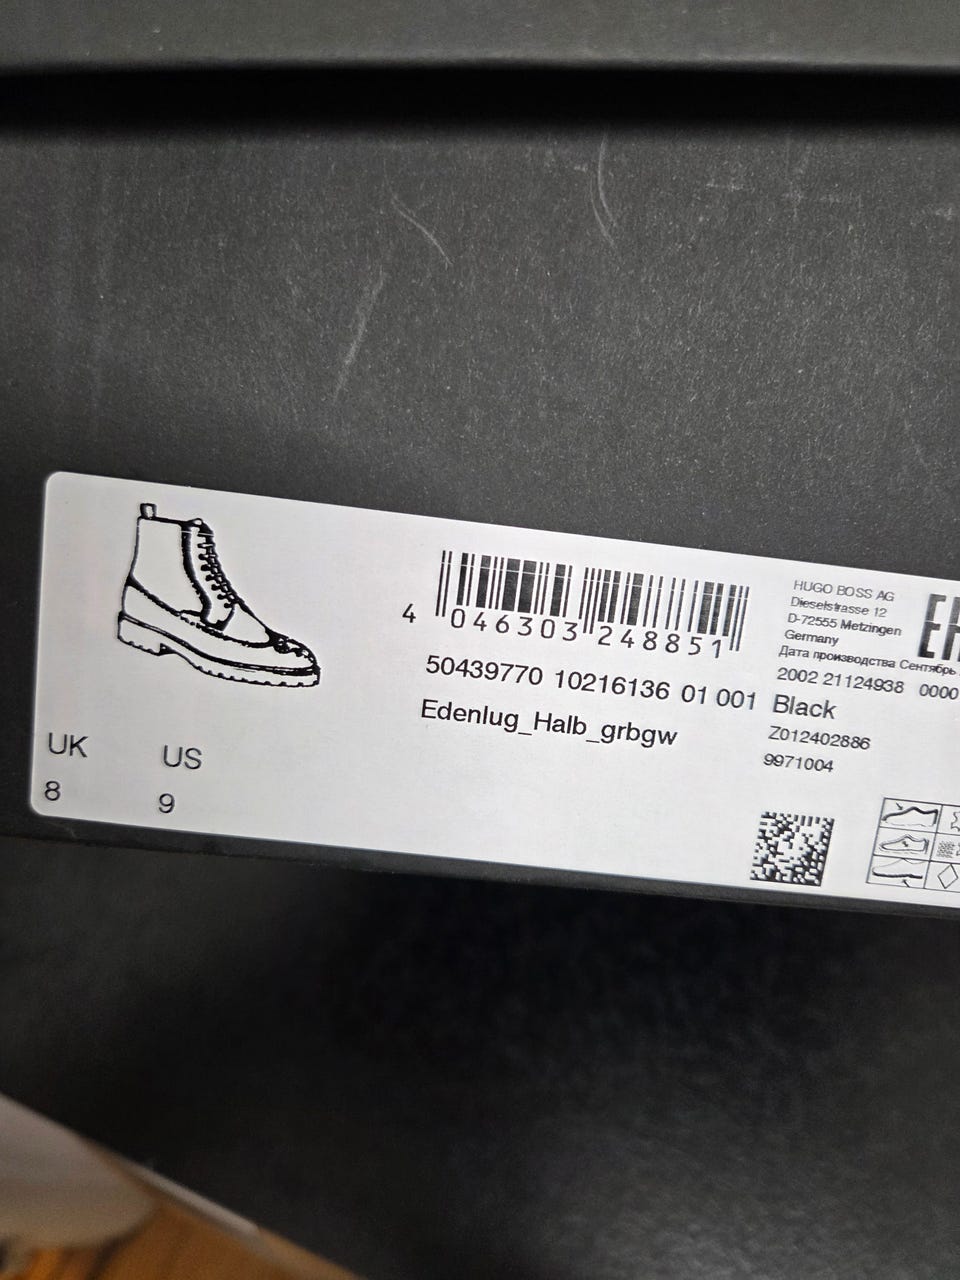 4 046303 248851
50439770 10216136 01 001
Edenlug_Halb_grbgw
UK US
8 9
HUGO BOSS AG
Dieselstrasse 12
D-72555 Metzingen
Germany
Дата производства Сентябрь
2002 21124938 0000
Black
Z012402886
9971004